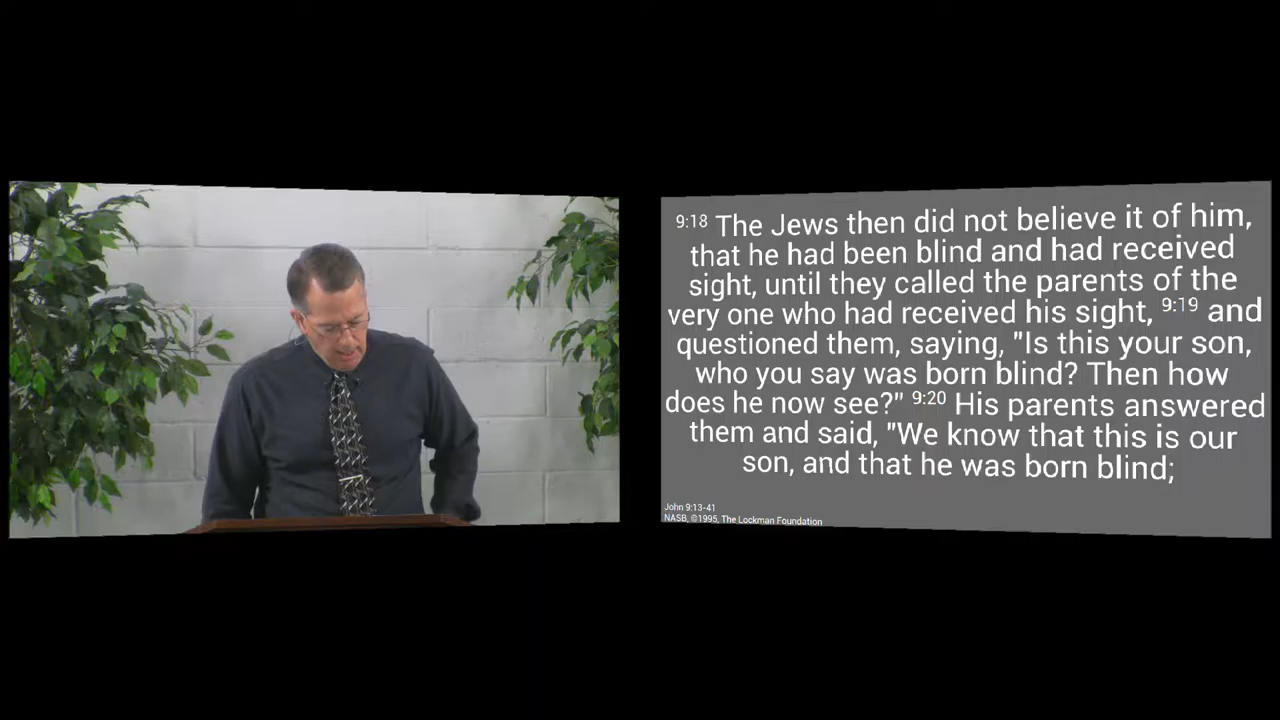 9:18 The Jews then did not believe it of him,
that he had been blind and had received
sight, until they called the parents of the
very one who had received his sight, 9:19 and
questioned them, saying, "Is this your son,
who you say was born blind? Then how
does he now see?" 9:20 His parents answered
them and said, "We know that this is our
son, and that he was born blind;
John 9:13-41
NASB, ©1995, The Lockman Foundation